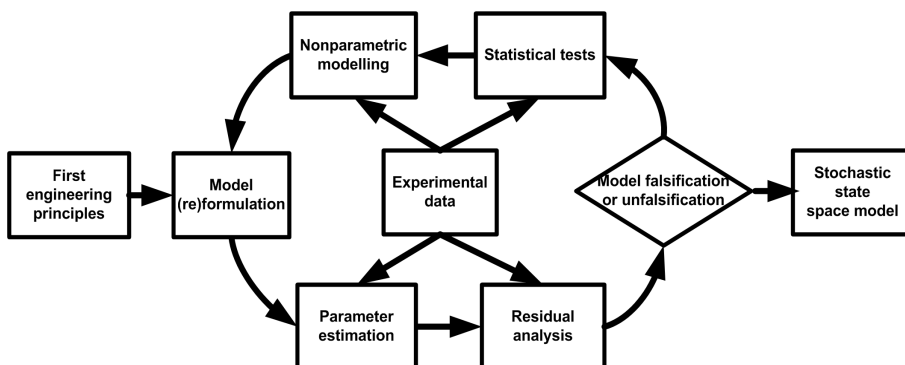 Nonparametric
modelling
Statistical tests
First
engineering
principles
Model
(re)formulation
Experimental
data
Model falsification
or unfalsification
Stochastic
state
space model
Parameter
estimation
Residual
analysis